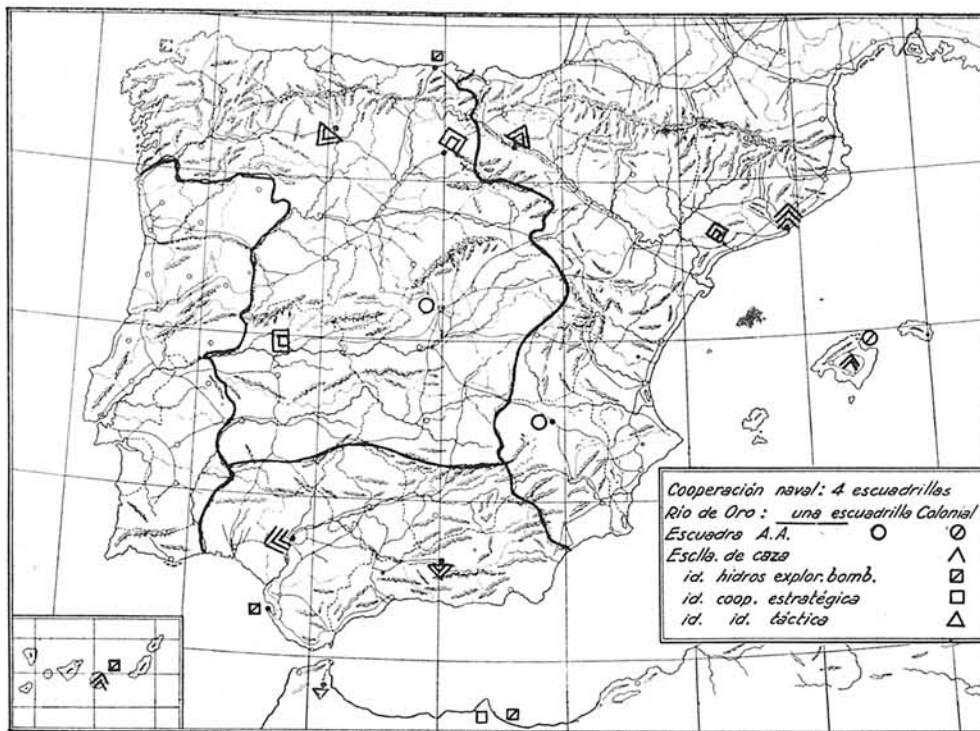 Cooperación naval: 4 escuadrillas
Rio de Oro: una escuadrilla Colonial
Escuadra A.A.
Esclla. de caza
id. hidros explor. bomb.
id. coop. estratégica
id. id. táctica